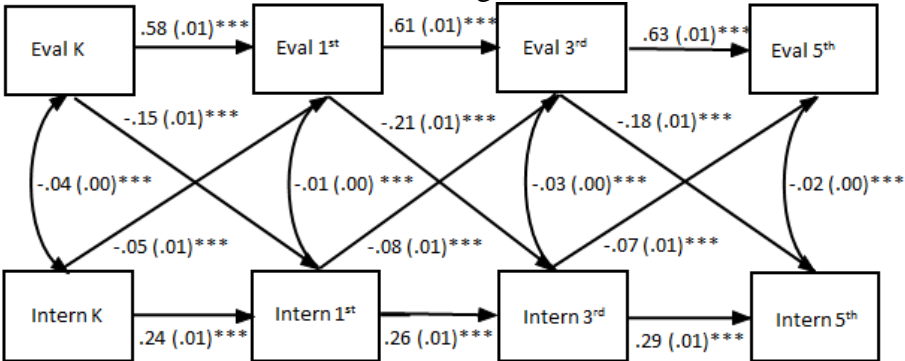 .58 (.01)*** .61 (.01)*** .63 (.01)***
Eval K Eval 1st Eval 3rd Eval 5th
-.15 (.01)*** -.21 (.01)*** -.18 (.01)***
-.04 (.00)*** -.01 (.00) *** -.03 (.00)*** -.02 (.00)***
-.05 (.01)*** -.08 (.01)*** -.07 (.01)***
Intern K Intern 1st Intern 3rd Intern 5th
.24 (.01)*** .26 (.01)*** .29 (.01)***